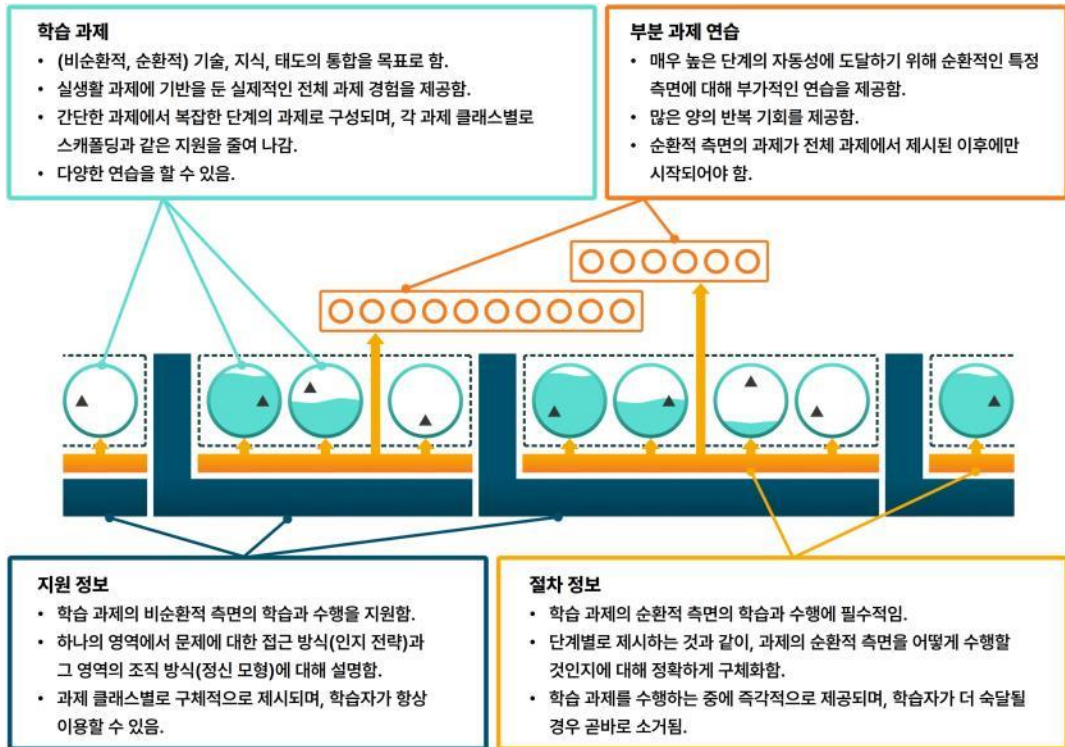 학습 과제
• (비순환적, 순환적) 기술, 지식, 태도의 통합을 목표로 함.
• 실생활 과제에 기반을 둔 실제적인 전체 과제 경험을 제공함.
• 간단한 과제에서 복잡한 단계의 과제로 구성되며, 각 과제 클래스별로
스캐폴딩과 같은 지원을 줄여 나감.
• 다양한 연습을 할 수 있음.
부분 과제 연습
• 매우 높은 단계의 자동성에 도달하기 위해 순환적인 특정
측면에 대해 부가적인 연습을 제공함.
• 많은 양의 반복 기회를 제공함.
• 순환적 측면의 과제가 전체 과제에서 제시된 이후에만
시작되어야 함.
지원 정보
• 학습 과제의 비순환적 측면의 학습과 수행을 지원함.
• 하나의 영역에서 문제에 대한 접근 방식(인지 전략)과
그 영역의 조직 방식(정신 모형)에 대해 설명함.
• 과제 클래스별로 구체적으로 제시되며, 학습자가 항상
이용할 수 있음.
절차 정보
• 학습 과제의 순환적 측면의 학습과 수행에 필수적임.
• 단계별로 제시하는 것과 같이, 과제의 순환적 측면을 어떻게 수행할
것인지에 대해 정확하게 구체화함.
• 학습 과제를 수행하는 중에 즉각적으로 제공되며, 학습자가 더 숙달될
경우 곧바로 소거됨.